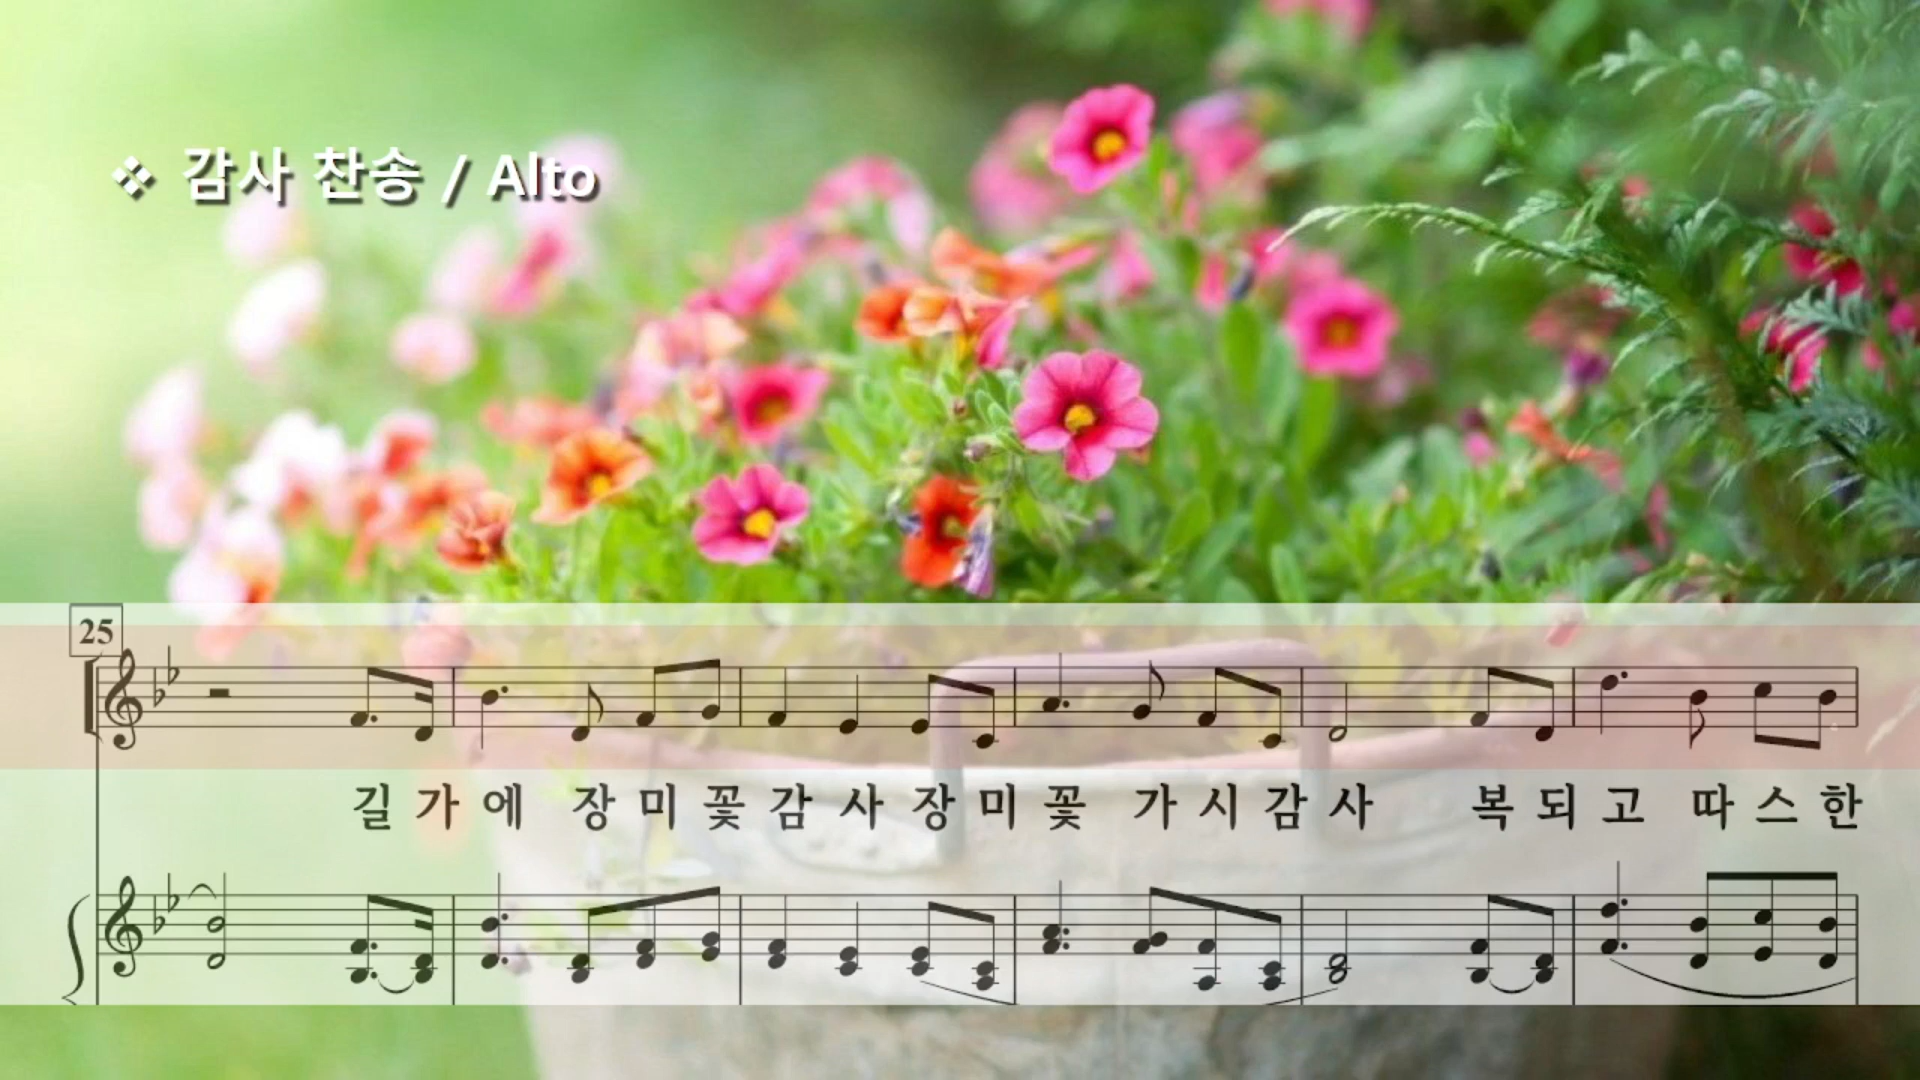 ❖ 감사 찬송 / Alto
25
길 가 에 장 미 꽃 감 사 장 미 꽃 가 시 감 사 복 되 고 따 스 한